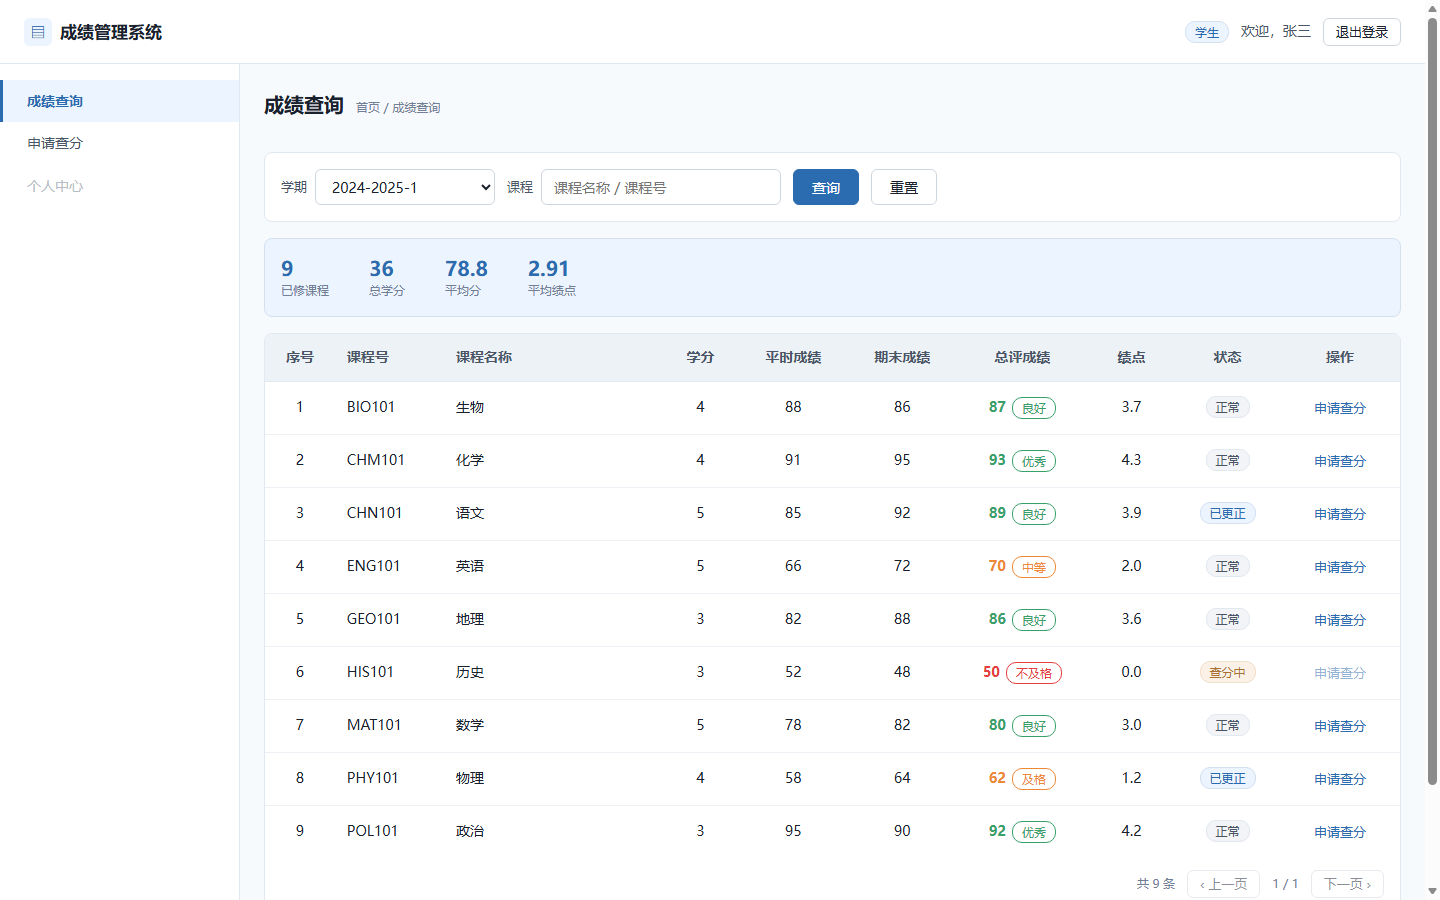 成绩管理系统
学生 欢迎，张三 退出登录
成绩查询
申请查分
个人中心
成绩查询 首页 / 成绩查询
学期 2024-2025-1 课程 课程名称 / 课程号 查询 重置
9 36 78.8 2.91
已修课程 总学分 平均分 平均绩点
序号 课程号 课程名称 学分 平时成绩 期末成绩 总评成绩 绩点 状态 操作
1 BIO101 生物 4 88 86 87 良好 3.7 正常 申请查分
2 CHM101 化学 4 91 95 93 优秀 4.3 正常 申请查分
3 CHN101 语文 5 85 92 89 良好 3.9 已更正 申请查分
4 ENG101 英语 5 66 72 70 中等 2.0 正常 申请查分
5 GEO101 地理 3 82 88 86 良好 3.6 正常 申请查分
6 HIS101 历史 3 52 48 50 不及格 0.0 查分中 申请查分
7 MAT101 数学 5 78 82 80 良好 3.0 正常 申请查分
8 PHY101 物理 4 58 64 62 及格 1.2 已更正 申请查分
9 POL101 政治 3 95 90 92 优秀 4.2 正常 申请查分
共 9 条 ‹ 上一页 1 / 1 下一页 ›